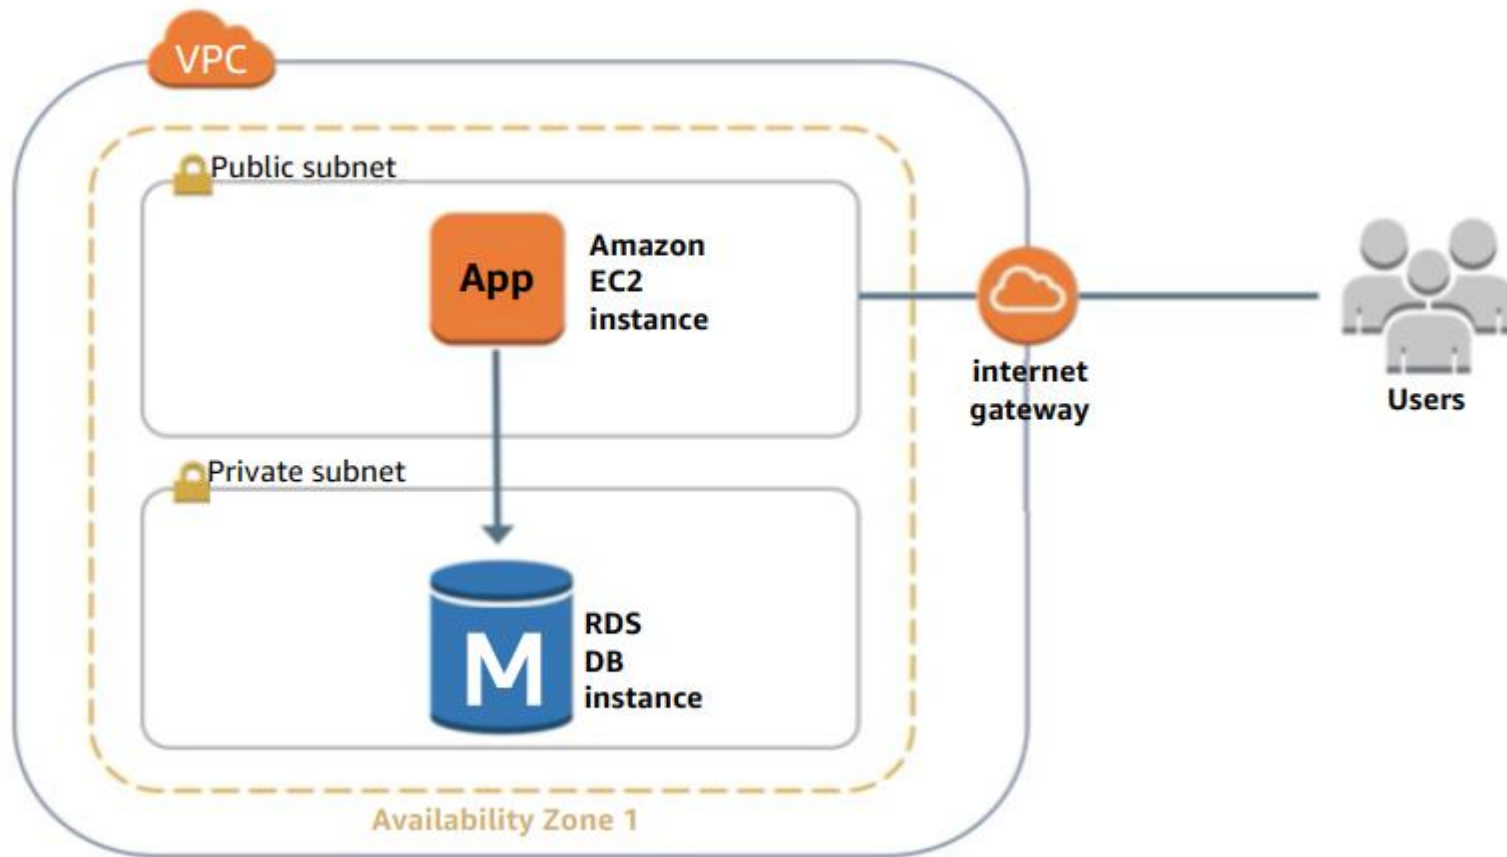 VPC
Public subnet
App
Amazon
EC2
instance
internet
gateway
Users
Private subnet
M
RDS
DB
instance
Availability Zone 1